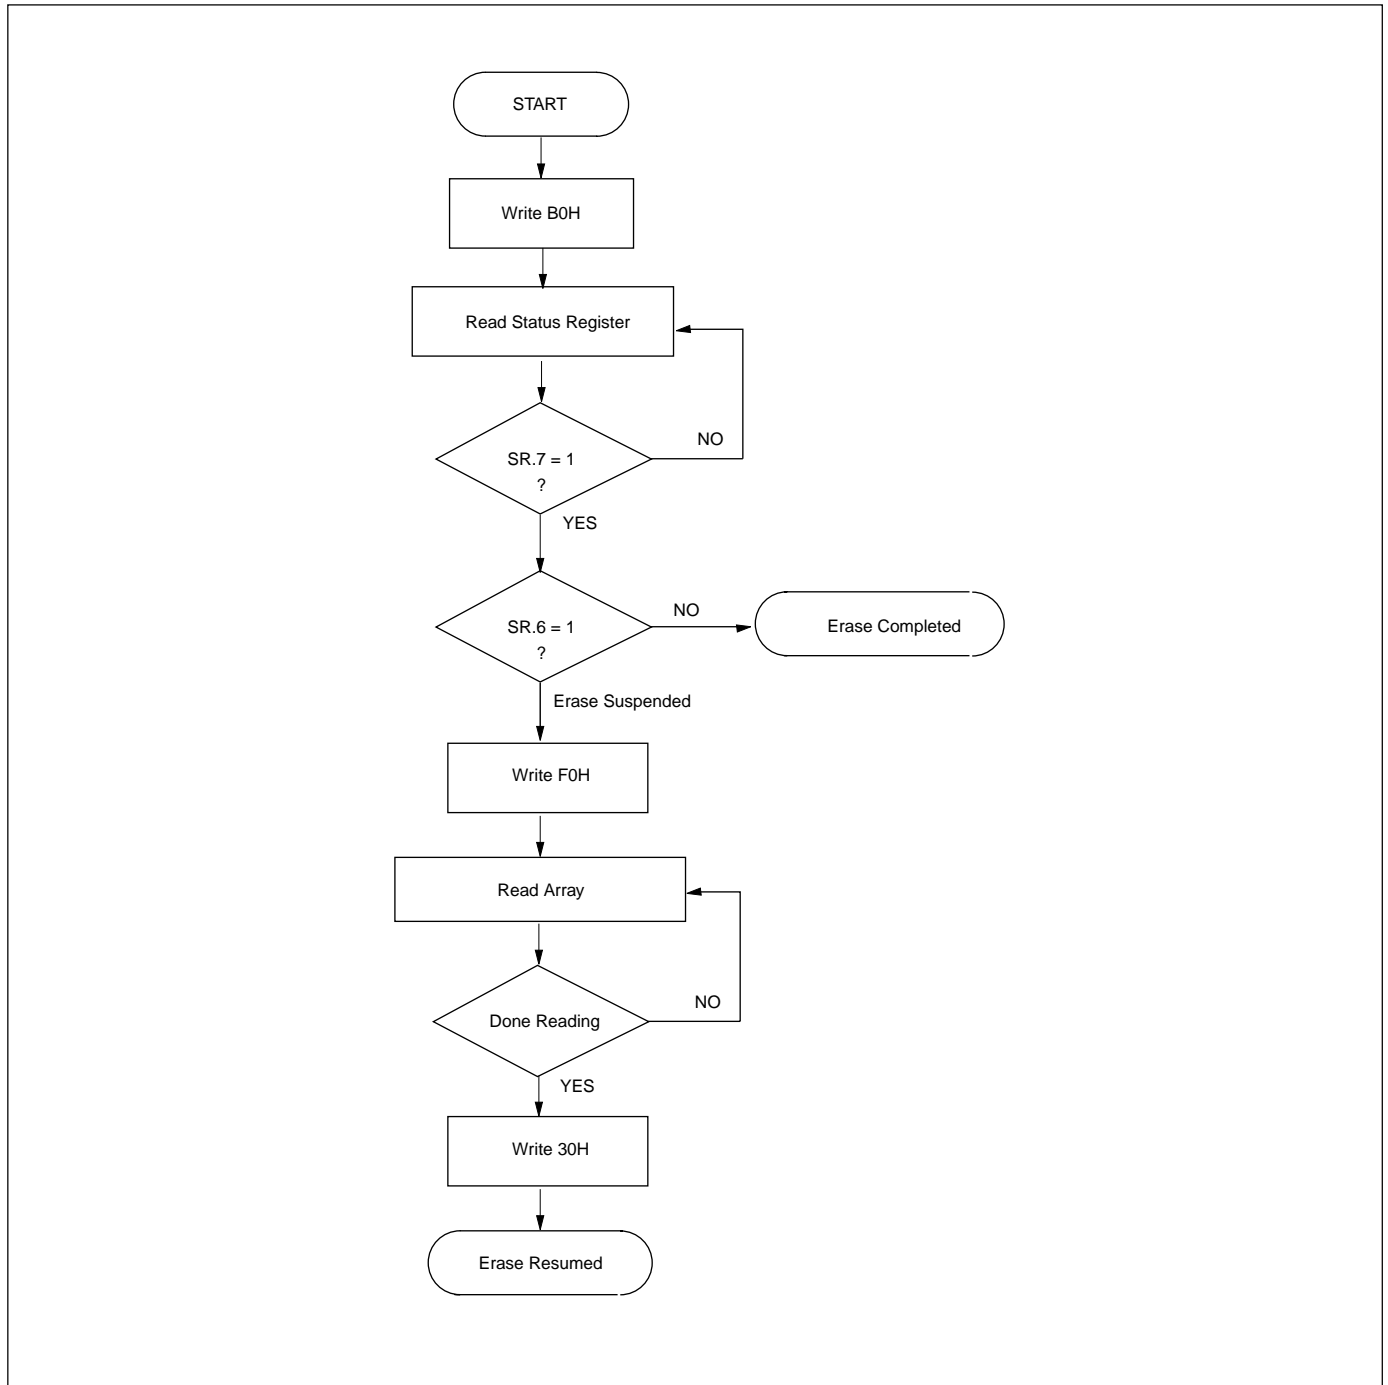 START
Write B0H
Read Status Register
NO
SR.7 = 1
?
YES
NO
SR.6 = 1
?
Erase Completed
Erase Suspended
Write F0H
Read Array
NO
Done Reading
YES
Write 30H
Erase Resumed